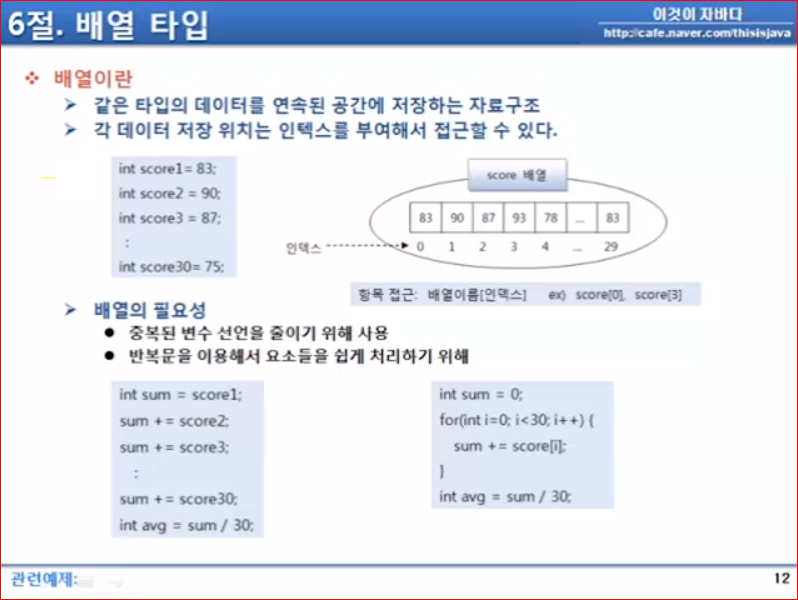 6절. 배열 타입
이것이 자바다
http://cafe.naver.com/thisisjava
❖ 배열이란
➤ 같은 타입의 데이터를 연속된 공간에 저장하는 자료구조
➤ 각 데이터 저장 위치는 인덱스를 부여해서 접근할 수 있다.
int score1= 83;
int score2 = 90;
int score3 = 87;
:
int score30= 75;
score 배열
83 90 87 93 78 ... 83
인덱스 0 1 2 3 4 ... 29
항목 접근: 배열이름[인덱스] ex) score[0], score[3]
➤ 배열의 필요성
● 중복된 변수 선언을 줄이기 위해 사용
● 반복문을 이용해서 요소들을 쉽게 처리하기 위해
int sum = score1;
sum += score2;
sum += score3;
:
sum += score30;
int avg = sum / 30;
int sum = 0;
for(int i=0; i<30; i++) {
sum += score[i];
}
int avg = sum / 30;
관련예제:
12